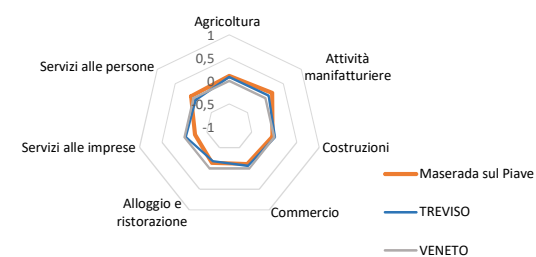 Agricoltura
1
0,5
0
0,5
-1
Attività
manifatturiere
Costruzioni
Commercio
Alloggio e
ristorazione
Servizi alle imprese
Servizi alle persone
Maserada sul Piave
TREVISO
VENETO